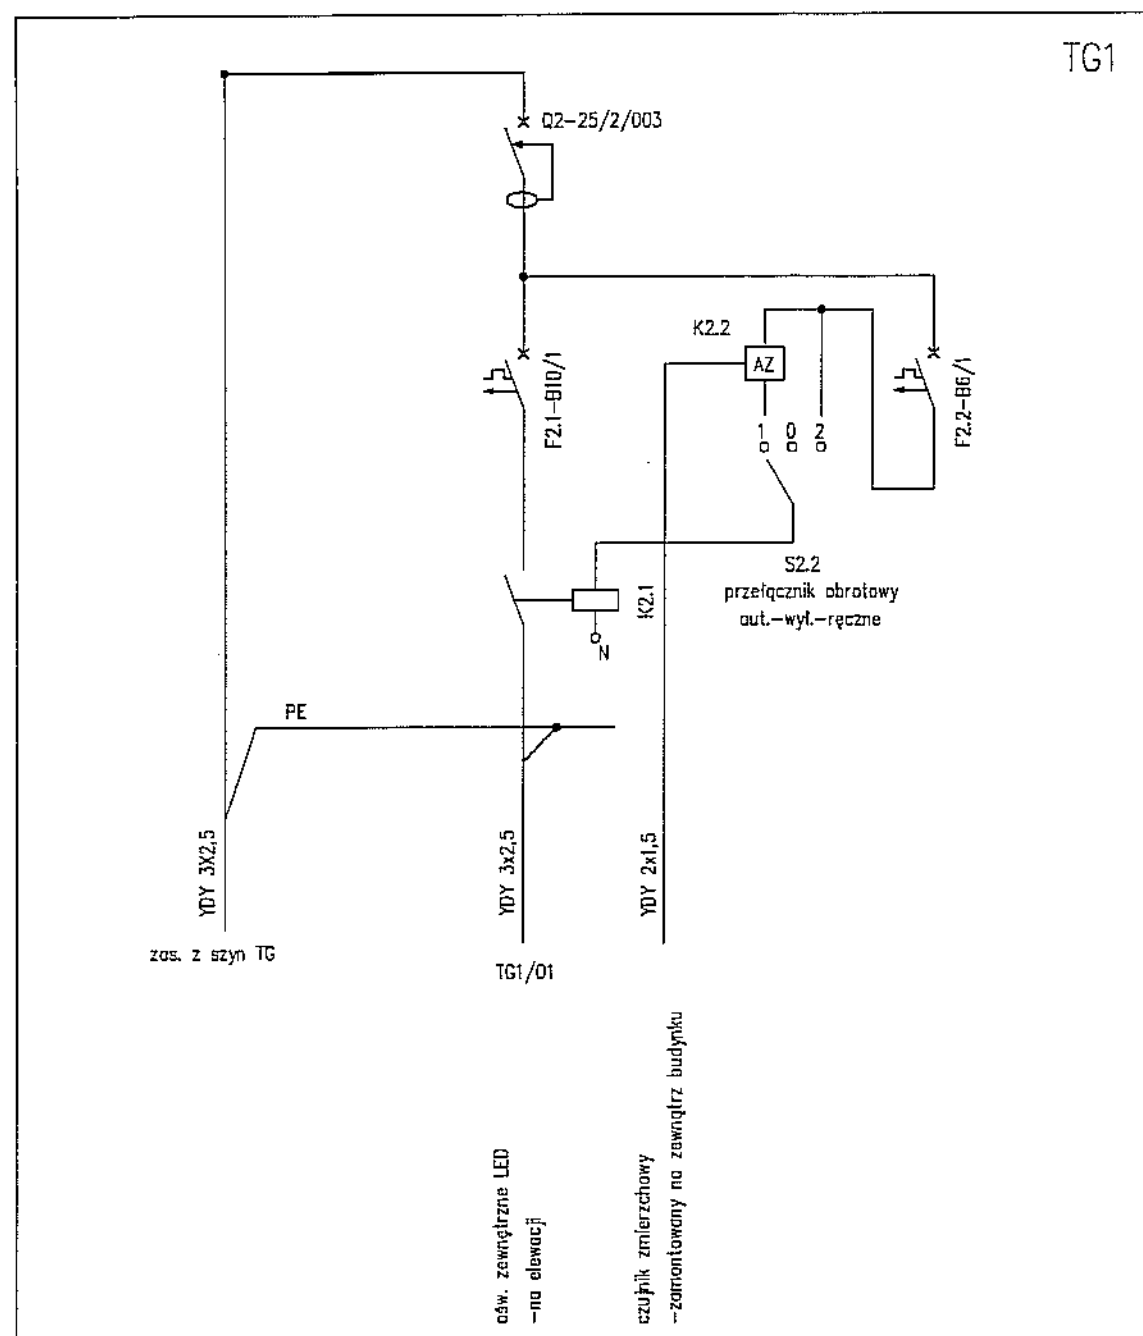 TG1
Q2-25/2/003
K2.2
AZ
F2.1-B10/1
1 0 2
F2.2-B6/1
S2.2
przełącznik obrotowy
aut.-wył.-ręczne
K2.1
N
PE
YDY 3X2,5
YDY 3x2,5
YDY 2x1,5
zas. z szyn TG
TG1/O1
ośw. zewnętrzne LED
-na elewacji
czujnik zmierzchowy
-zamontowany na zewnątrz budynku